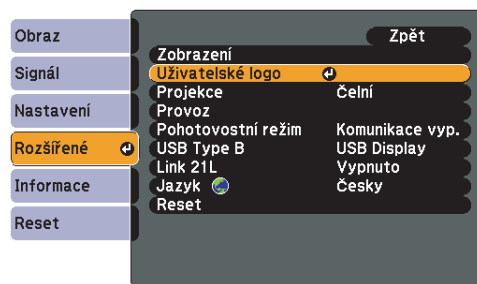 Obraz
Signál
Nastavení
Rozšířené
Informace
Reset
Zpět
Zobrazení
Uživatelské logo
Projekce Čelní
Provoz
Pohotovostní režim Komunikace vyp.
USB Type B USB Display
Link 21L Vypnuto
Jazyk Česky
Reset